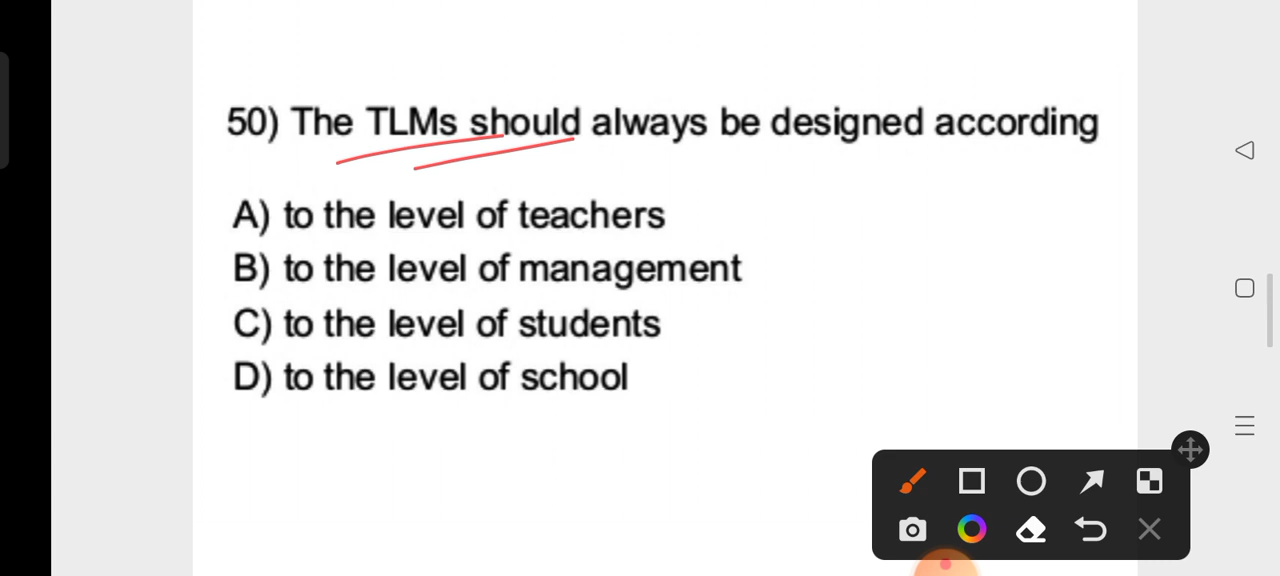 50) The TLMs should always be designed according
A) to the level of teachers
B) to the level of management
C) to the level of students
D) to the level of school